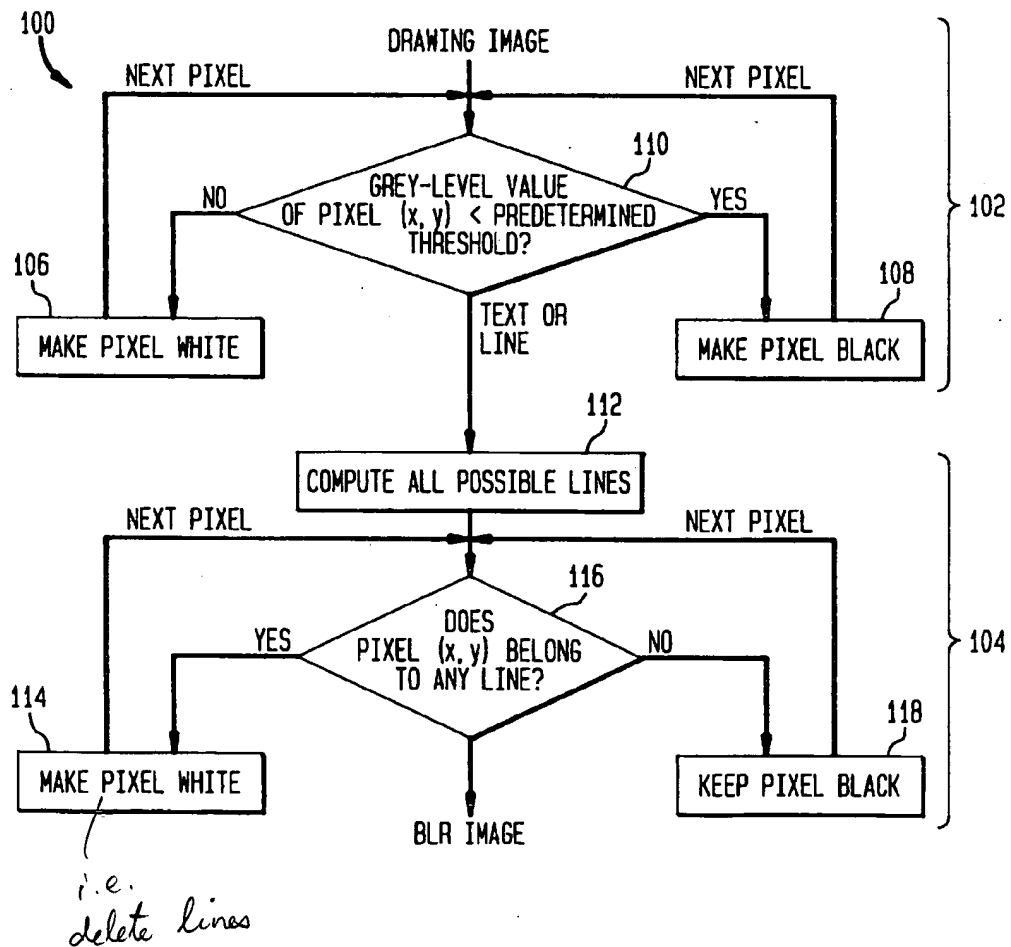 100
DRAWING IMAGE
NEXT PIXEL
NEXT PIXEL
110
GREY-LEVEL VALUE
OF PIXEL (x, y) < PREDETERMINED
THRESHOLD?
NO
YES
102
106
MAKE PIXEL WHITE
108
MAKE PIXEL BLACK
TEXT OR
LINE
112
COMPUTE ALL POSSIBLE LINES
NEXT PIXEL
NEXT PIXEL
116
DOES
PIXEL (x, y) BELONG
TO ANY LINE?
YES
NO
104
114
MAKE PIXEL WHITE
118
KEEP PIXEL BLACK
BLR IMAGE
i.e.
delete lines